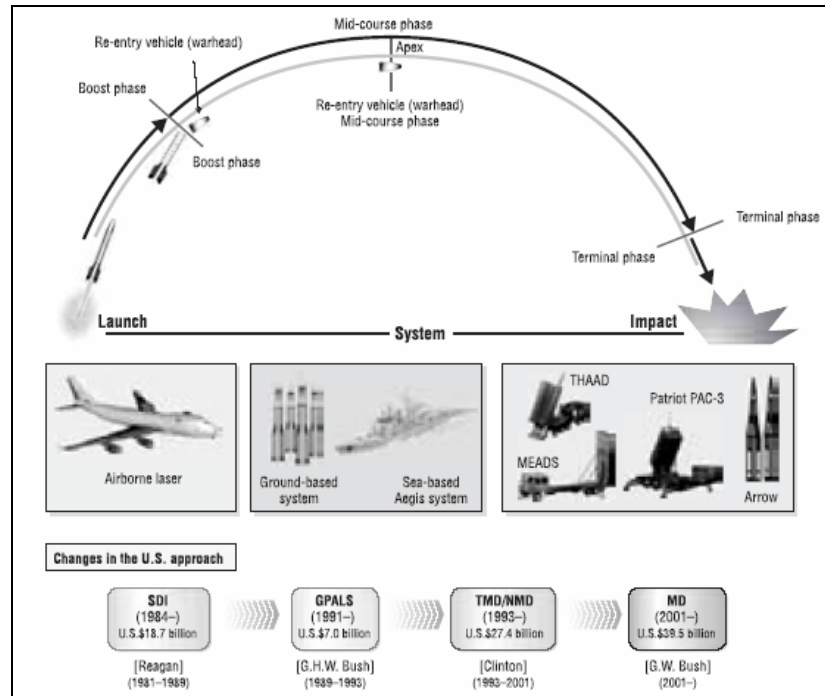 Mid-course phase
Re-entry vehicle (warhead)
Apex
Boost phase
Re-entry vehicle (warhead)
Mid-course phase
Boost phase
Terminal phase
Terminal phase
Launch
System
Impact
Airborne laser
Ground-based
system
Sea-based
Aegis system
THAAD
Patriot PAC-3
MEADS
Arrow
Changes in the U.S. approach
SDI
(1984–)
U.S.$18.7 billion
[Reagan]
(1981–1989)
GPALS
(1991–)
U.S.$7.0 billion
[G.H.W. Bush]
(1989–1993)
TMD/NMD
(1993–)
U.S.$27.4 billion
[Clinton]
(1993–2001)
MD
(2001–)
U.S.$39.5 billion
[G.W. Bush]
(2001–)